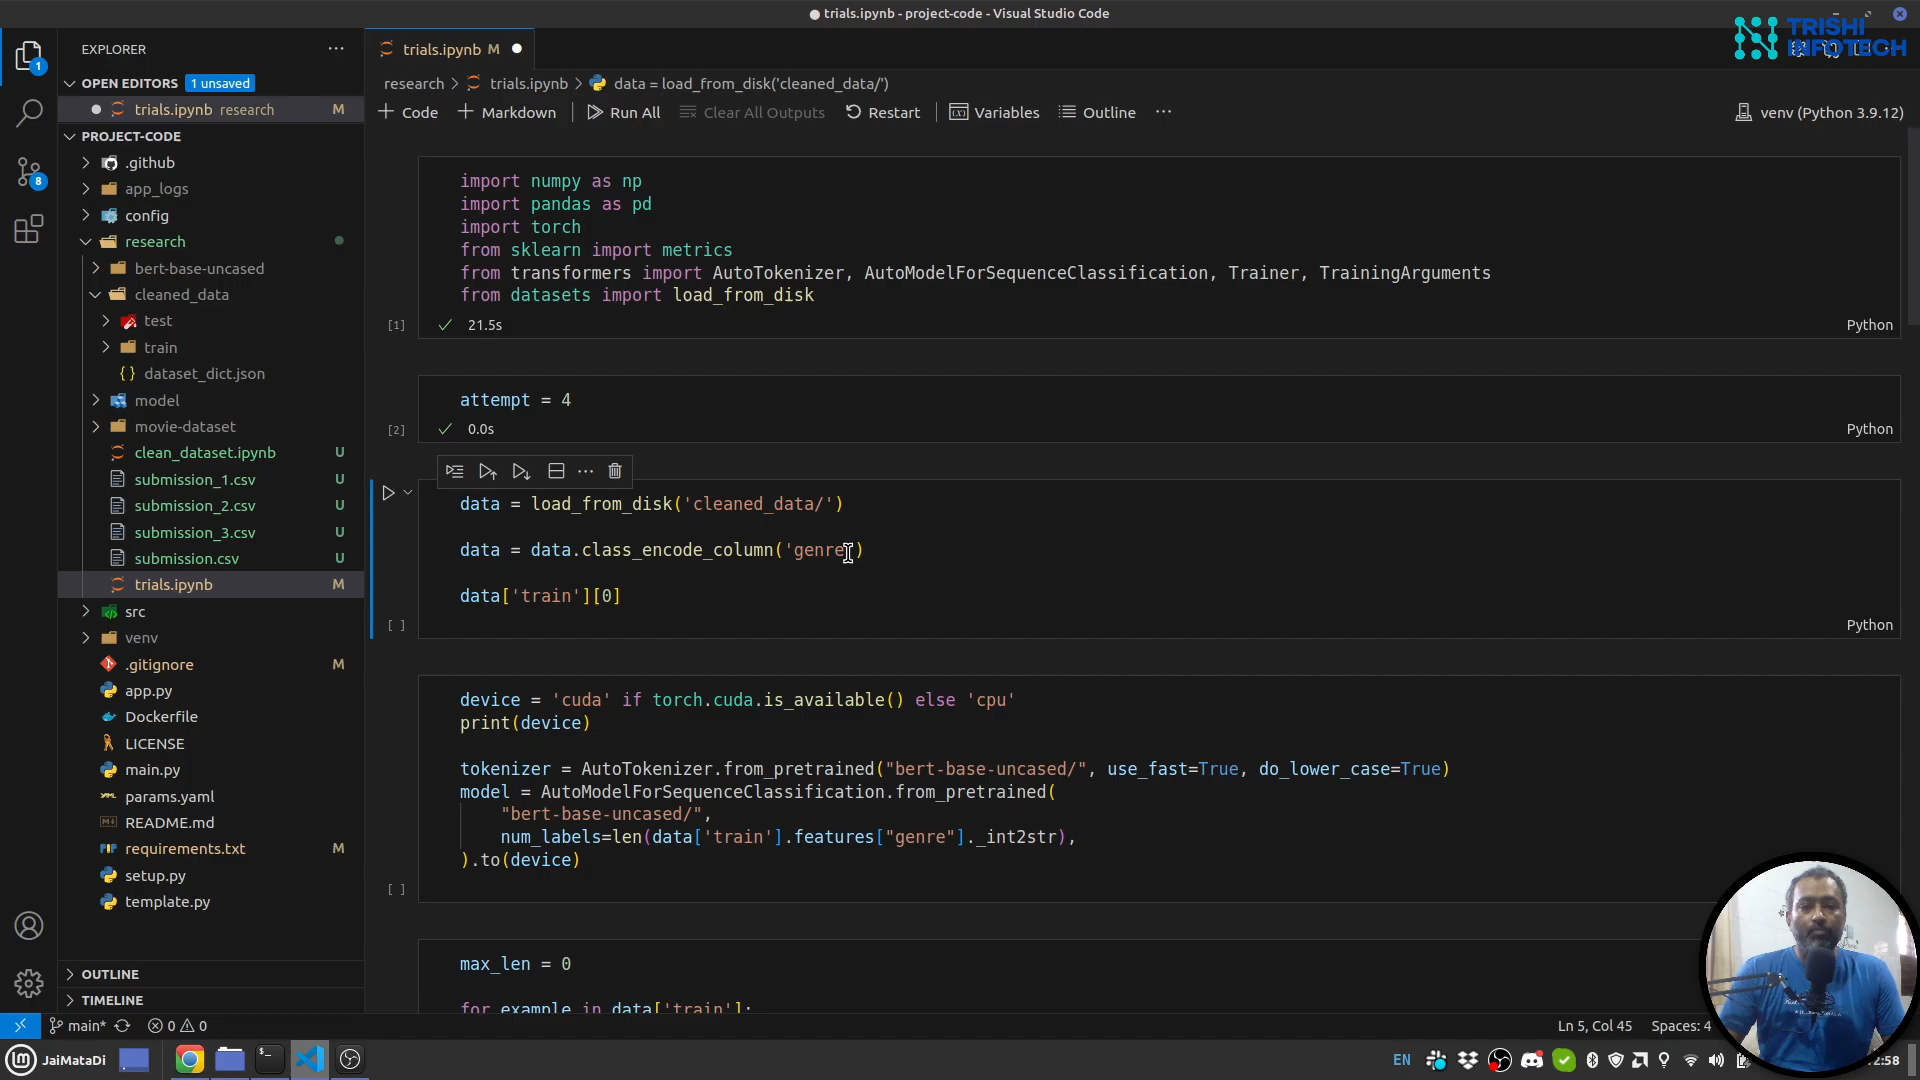 trials.ipynb - project-code - Visual Studio Code
TRISHI
INFOTECH
EXPLORER
OPEN EDITORS 1 unsaved
trials.ipynb research M
PROJECT-CODE
.github
app_logs
config
research
bert-base-uncased
cleaned_data
test
train
dataset_dict.json
model
movie-dataset
clean_dataset.ipynb U
submission_1.csv U
submission_2.csv U
submission_3.csv U
submission.csv U
trials.ipynb M
src
venv
.gitignore M
app.py
Dockerfile
LICENSE
main.py
params.yaml
README.md
requirements.txt M
setup.py
template.py
OUTLINE
TIMELINE
1
8
trials.ipynb M
research > trials.ipynb > data = load_from_disk('cleaned_data/')
+ Code + Markdown Run All Clear All Outputs Restart Variables Outline ... venv (Python 3.9.12)
import numpy as np
import pandas as pd
import torch
from sklearn import metrics
from transformers import AutoTokenizer, AutoModelForSequenceClassification, Trainer, TrainingArguments
from datasets import load_from_disk
[1] 21.5s Python
attempt = 4
[2] 0.0s Python
data = load_from_disk('cleaned_data/')
data = data.class_encode_column('genre')
data['train'][0]
[ ] Python
device = 'cuda' if torch.cuda.is_available() else 'cpu'
print(device)
tokenizer = AutoTokenizer.from_pretrained("bert-base-uncased/", use_fast=True, do_lower_case=True)
model = AutoModelForSequenceClassification.from_pretrained(
"bert-base-uncased/",
num_labels=len(data['train'].features["genre"]._int2str),
).to(device)
[ ]
max_len = 0
for example in data['train']:
main* 0 0 Ln 5, Col 45 Spaces: 4
JaiMataDi EN :58